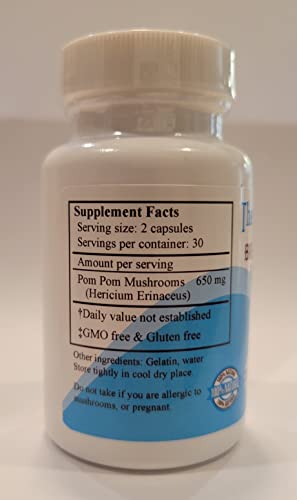 Supplement Facts
Serving size: 2 capsules
Servings per container: 30
Amount per serving
Pom Pom Mushrooms 650 mg
(Hericium Erinaceus)
†Daily value not established
‡GMO free & Gluten free
Other ingredients: Gelatin, water
Store tightly in cool dry place.
Do not take if you are allergic to
mushrooms, or pregnant.